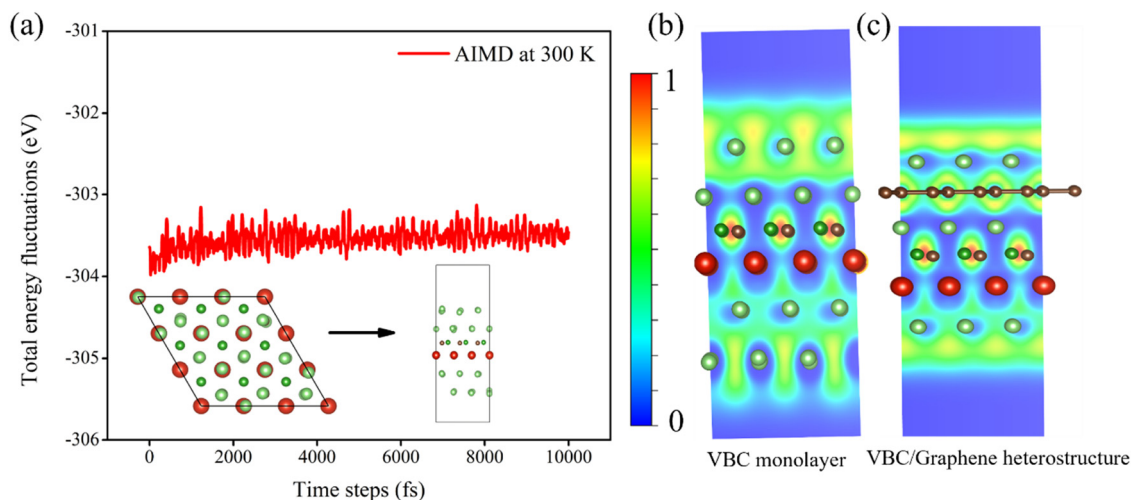 (a)
-301
-302
-303
-304
-305
-306
Total energy fluctuations (eV)
AIMD at 300 K
0
2000
4000
6000
8000
10000
Time steps (fs)
1
0
(b)
VBC monolayer
(c)
VBC/Graphene heterostructure